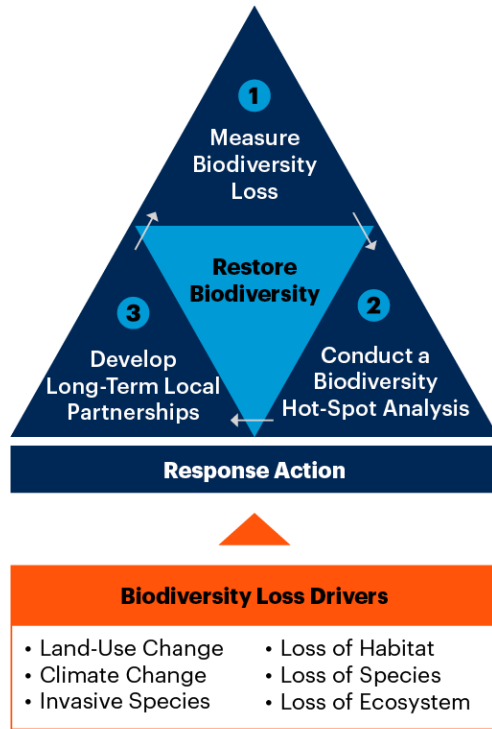 1
Measure
Biodiversity
Loss
Restore
Biodiversity
2
Conduct a
Biodiversity
Hot-Spot Analysis
3
Develop
Long-Term Local
Partnerships
Response Action
Biodiversity Loss Drivers
• Land-Use Change
• Climate Change
• Invasive Species
• Loss of Habitat
• Loss of Species
• Loss of Ecosystem